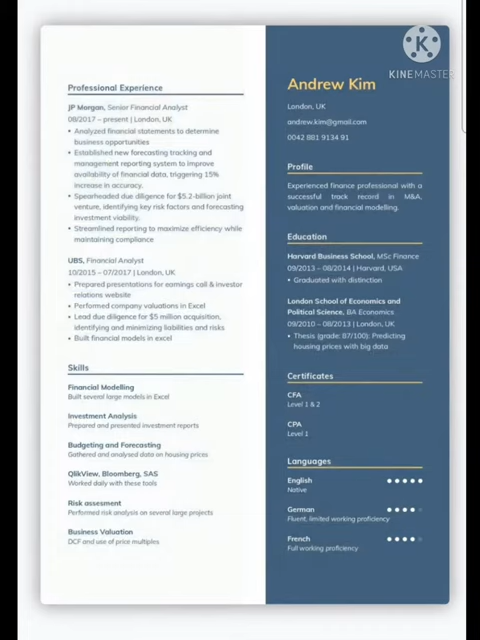 KINEMASTER
Professional Experience
JP Morgan, Senior Financial Analyst
08/2017 – present | London, UK
• Analyzed financial statements to determine
business opportunities
• Established new forecasting tracking and
management reporting system to improve
availability of financial data, triggering 15%
increase in accuracy.
• Spearheaded due diligence for $5.2-billion joint
venture, identifying key risk factors and forecasting
investment viability.
• Streamlined reporting to maximize efficiency while
maintaining compliance
UBS, Financial Analyst
10/2015 – 07/2017 | London, UK
• Prepared presentations for earnings call & investor
relations website
• Performed company valuations in Excel
• Lead due diligence for $5 million acquisition,
identifying and minimizing liabilities and risks
• Built financial models in excel
Skills
Financial Modelling
Built several large models in Excel
Investment Analysis
Prepared and presented investment reports
Budgeting and Forecasting
Gathered and analysed data on housing prices
QlikView, Bloomberg, SAS
Worked daily with these tools
Risk assesment
Performed risk analysis on several large projects
Business Valuation
DCF and use of price multiples
Andrew Kim
London, UK
andrew.kim@gmail.com
0042 881 9134 91
Profile
Experienced finance professional with a
successful track record in M&A,
valuation and financial modelling.
Education
Harvard Business School, MSc Finance
09/2013 – 08/2014 | Harvard, USA
• Graduated with distinction
London School of Economics and
Political Science, BA Economics
09/2010 – 08/2013 | London, UK
• Thesis (grade: 87/100): Predicting
housing prices with big data
Certificates
CFA
Level 1 & 2
CPA
Level 1
Languages
English
Native
German
Fluent, limited working proficiency
French
Full working proficiency